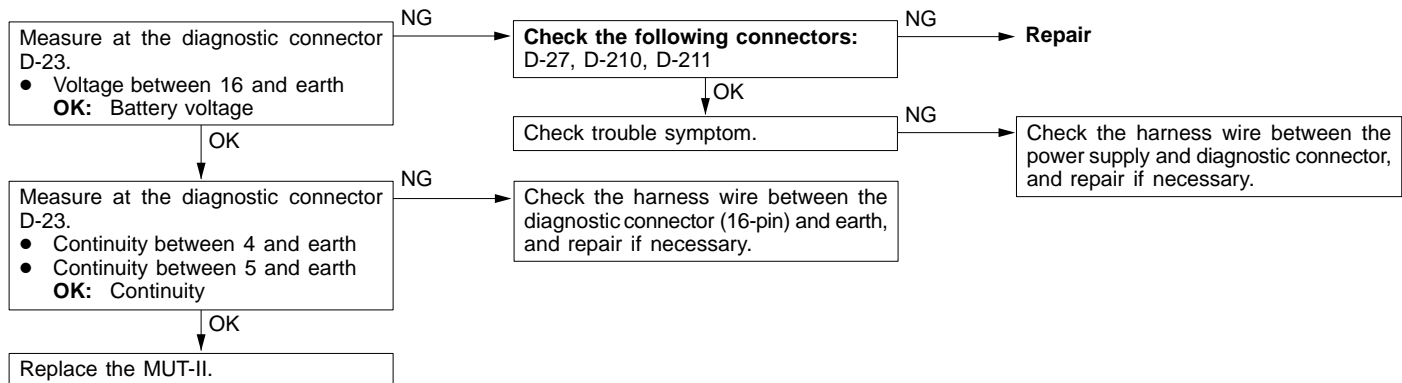 Measure at the diagnostic connector
D-23.
● Voltage between 16 and earth
OK: Battery voltage
NG
Check the following connectors:
D-27, D-210, D-211
NG
Repair
OK
Check trouble symptom.
NG
Check the harness wire between the
power supply and diagnostic connector,
and repair if necessary.
OK
Measure at the diagnostic connector
D-23.
● Continuity between 4 and earth
● Continuity between 5 and earth
OK: Continuity
NG
Check the harness wire between the
diagnostic connector (16-pin) and earth,
and repair if necessary.
OK
Replace the MUT-II.